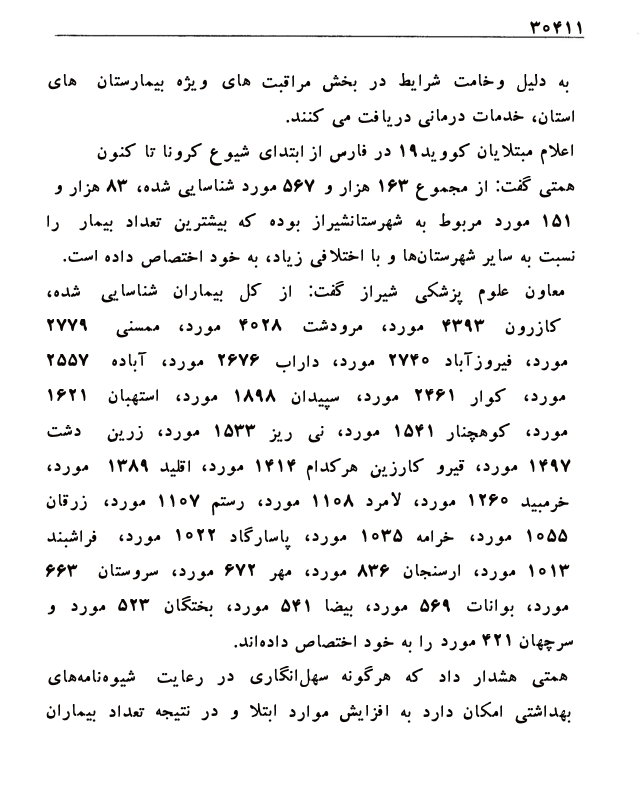 ۳۰۴۱۱
به دلیل وخامت شرایط در بخش مراقبت های ویژه بیمارستان های
استان، خدمات درمانی دریافت می کنند.
اعلام مبتلایان کووید۱۹ در فارس از ابتدای شیوع کرونا تا کنون
همتی گفت: از مجموع ۱۶۳ هزار و ۵۶۷ مورد شناسایی شده، ۸۳ هزار و
۱۵۱ مورد مربوط به شهرستانشیراز بوده که بیشترین تعداد بیمار را
نسبت به سایر شهرستان‌ها و با اختلافی زیاد، به خود اختصاص داده است.
معاون علوم پزشکی شیراز گفت: از کل بیماران شناسایی شده،
کازرون ۴۳۹۳ مورد، مرودشت ۴۰۲۸ مورد، ممسنی ۲۷۷۹
مورد، فیروزآباد ۲۷۴۰ مورد، داراب ۲۶۷۶ مورد، آباده ۲۵۵۷
مورد، کوار ۲۴۶۱ مورد، سپیدان ۱۸۹۸ مورد، استهبان ۱۶۲۱
مورد، کوهچنار ۱۵۴۱ مورد، نی ریز ۱۵۳۳ مورد، زرین دشت
۱۴۹۷ مورد، قیرو کارزین هرکدام ۱۴۱۴ مورد، اقلید ۱۳۸۹ مورد،
خرمبید ۱۲۶۰ مورد، لامرد ۱۱۰۸ مورد، رستم ۱۱۰۷ مورد، زرقان
۱۰۵۵ مورد، خرامه ۱۰۳۵ مورد، پاسارگاد ۱۰۲۲ مورد، فراشبند
۱۰۱۳ مورد، ارسنجان ۸۳۶ مورد، مهر ۶۷۲ مورد، سروستان ۶۶۳
مورد، بوانات ۵۶۹ مورد، بیضا ۵۴۱ مورد، بختگان ۵۲۳ مورد و
سرچهان ۴۲۱ مورد را به خود اختصاص داده‌اند.
همتی هشدار داد که هرگونه سهل‌انگاری در رعایت شیوه‌نامه‌های
بهداشتی امکان دارد به افزایش موارد ابتلا و در نتیجه تعداد بیماران